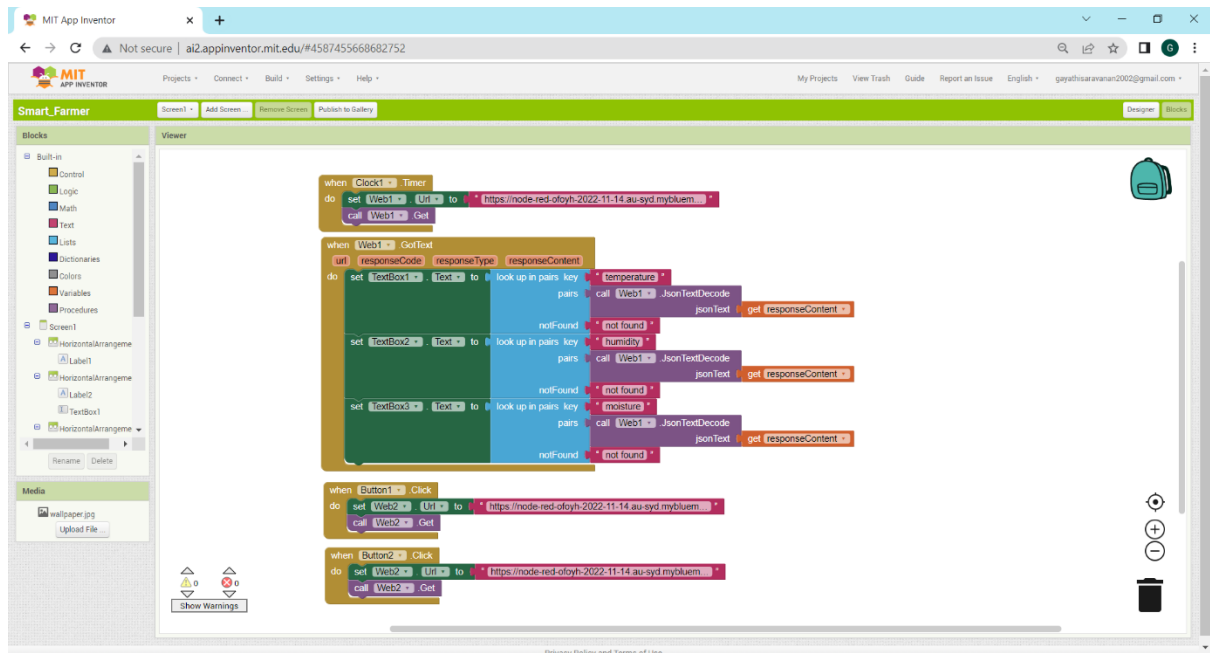 MIT App Inventor
Not secure | ai2.appinventor.mit.edu/#4587455668682752
G
MIT APP INVENTOR
Projects Connect Build Settings Help My Projects View Trash Guide Report an Issue English gayathisaravanan2002@gmail.com
Smart_Farmer Screen1 Add Screen ... Remove Screen Publish to Gallery Designer Blocks
Blocks
Viewer
Built-in
Control
Logic
Math
Text
Lists
Dictionaries
Colors
Variables
Procedures
Screen1
HorizontalArrangeme
Label1
HorizontalArrangeme
Label2
TextBox1
HorizontalArrangeme
Rename Delete
Media
wallpaper.jpg
Upload File ...
when Clock1 .Timer
do set Web1 . Url to " https://node-red-ofoyh-2022-11-14.au-syd.mybluem... "
call Web1 .Get
when Web1 .GotText
url responseCode responseType responseContent
do set TextBox1 . Text to look up in pairs key " temperature "
pairs call Web1 .JsonTextDecode
jsonText get responseContent
notFound " not found "
set TextBox2 . Text to look up in pairs key " humidity "
pairs call Web1 .JsonTextDecode
jsonText get responseContent
notFound " not found "
set TextBox3 . Text to look up in pairs key " moisture "
pairs call Web1 .JsonTextDecode
jsonText get responseContent
notFound " not found "
when Button1 .Click
do set Web2 . Url to " https://node-red-ofoyh-2022-11-14.au-syd.mybluem... "
call Web2 .Get
when Button2 .Click
do set Web2 . Url to " https://node-red-ofoyh-2022-11-14.au-syd.mybluem... "
call Web2 .Get
0 0
Show Warnings
Privacy Policy and Terms of Use